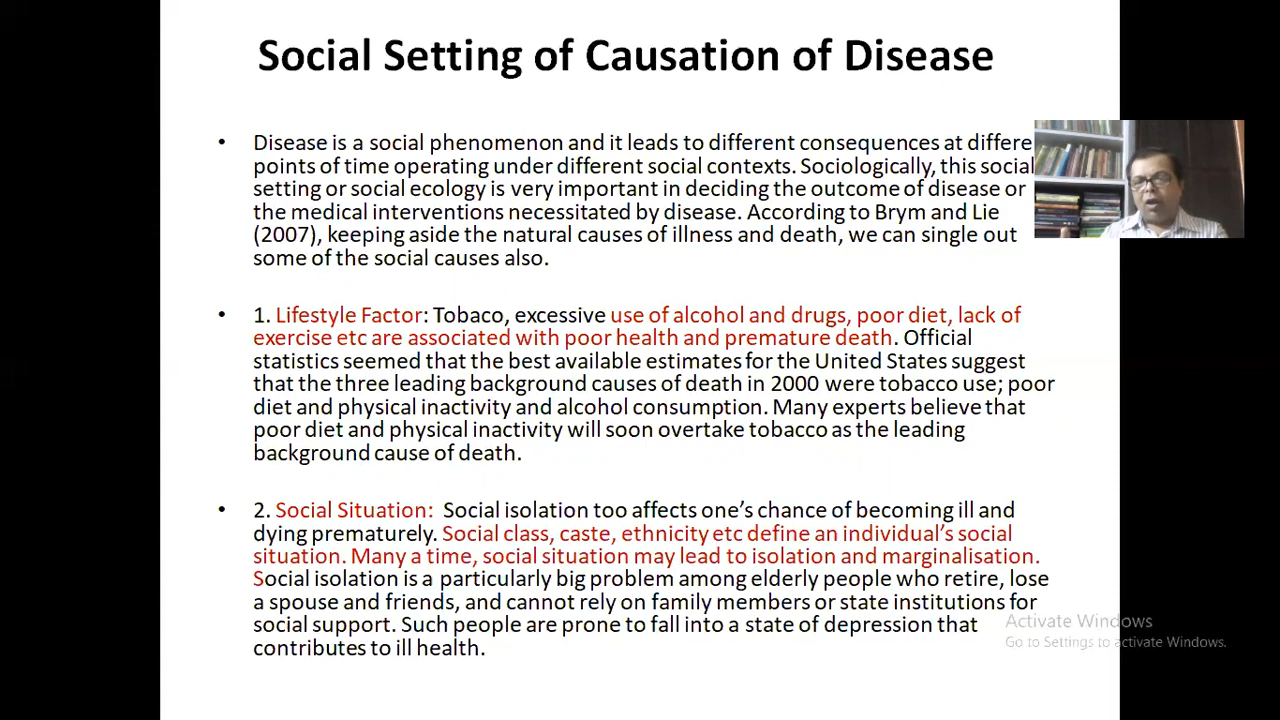 Social Setting of Causation of Disease
• Disease is a social phenomenon and it leads to different consequences at differe
points of time operating under different social contexts. Sociologically, this social
setting or social ecology is very important in deciding the outcome of disease or
the medical interventions necessitated by disease. According to Brym and Lie
(2007), keeping aside the natural causes of illness and death, we can single out
some of the social causes also.
• 1. Lifestyle Factor: Tobacco, excessive use of alcohol and drugs, poor diet, lack of
exercise etc are associated with poor health and premature death. Official
statistics seemed that the best available estimates for the United States suggest
that the three leading background causes of death in 2000 were tobacco use; poor
diet and physical inactivity and alcohol consumption. Many experts believe that
poor diet and physical inactivity will soon overtake tobacco as the leading
background cause of death.
• 2. Social Situation: Social isolation too affects one’s chance of becoming ill and
dying prematurely. Social class, caste, ethnicity etc define an individual’s social
situation. Many a time, social situation may lead to isolation and marginalisation.
Social isolation is a particularly big problem among elderly people who retire, lose
a spouse and friends, and cannot rely on family members or state institutions for
social support. Such people are prone to fall into a state of depression that
contributes to ill health.
Activate Windows
Go to Settings to activate Windows.